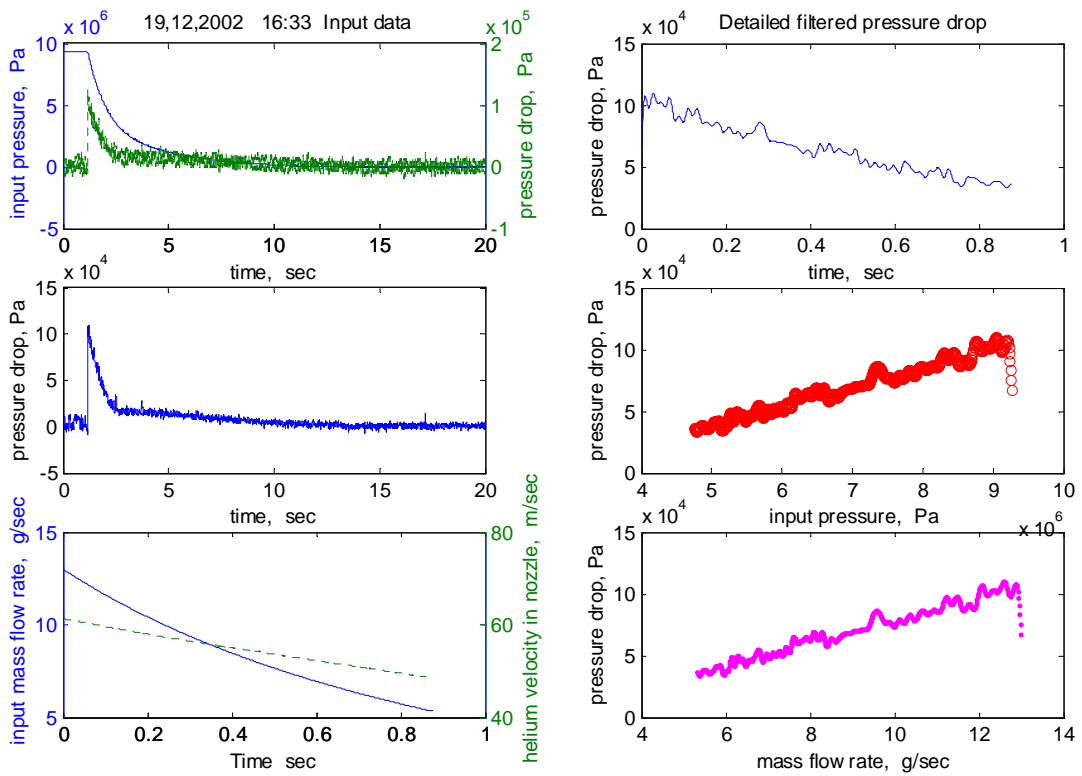 19,12,2002   16:33  Input data
x 10^6
x 10^5
10
5
0
-5
2
1
0
-1
input pressure,  Pa
pressure drop,  Pa
0
5
10
15
20
time,  sec
Detailed filtered pressure drop
x 10^4
15
10
5
0
pressure drop, Pa
0
0.2
0.4
0.6
0.8
1
time,  sec
x 10^4
15
10
5
0
-5
pressure drop, Pa
0
5
10
15
20
time,  sec
x 10^4
15
10
5
0
pressure drop, Pa
4
5
6
7
8
9
10
input pressure,  Pa
x 10^6
15
10
5
80
60
40
input mass flow rate,  g/sec
helium velocity in nozzle,  m/sec
0
0.2
0.4
0.6
0.8
1
Time  sec
x 10^4
15
10
5
0
pressure drop, Pa
4
6
8
10
12
14
mass flow rate,  g/sec